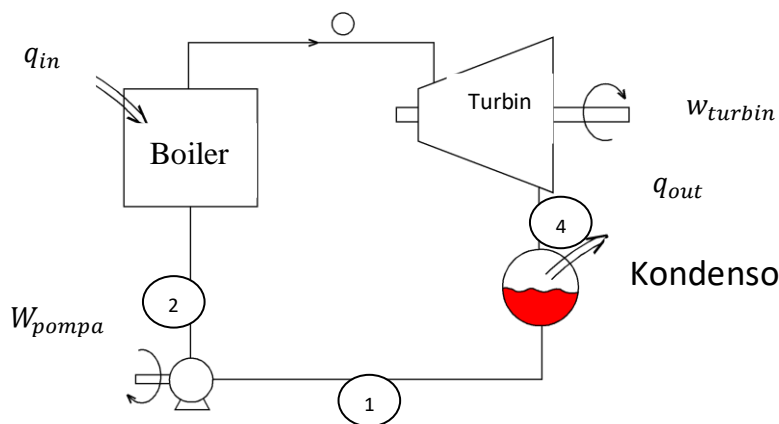 q_in
Turbin
w_turbin
Boiler
q_out
4
Kondenso
2
W_pompa
1